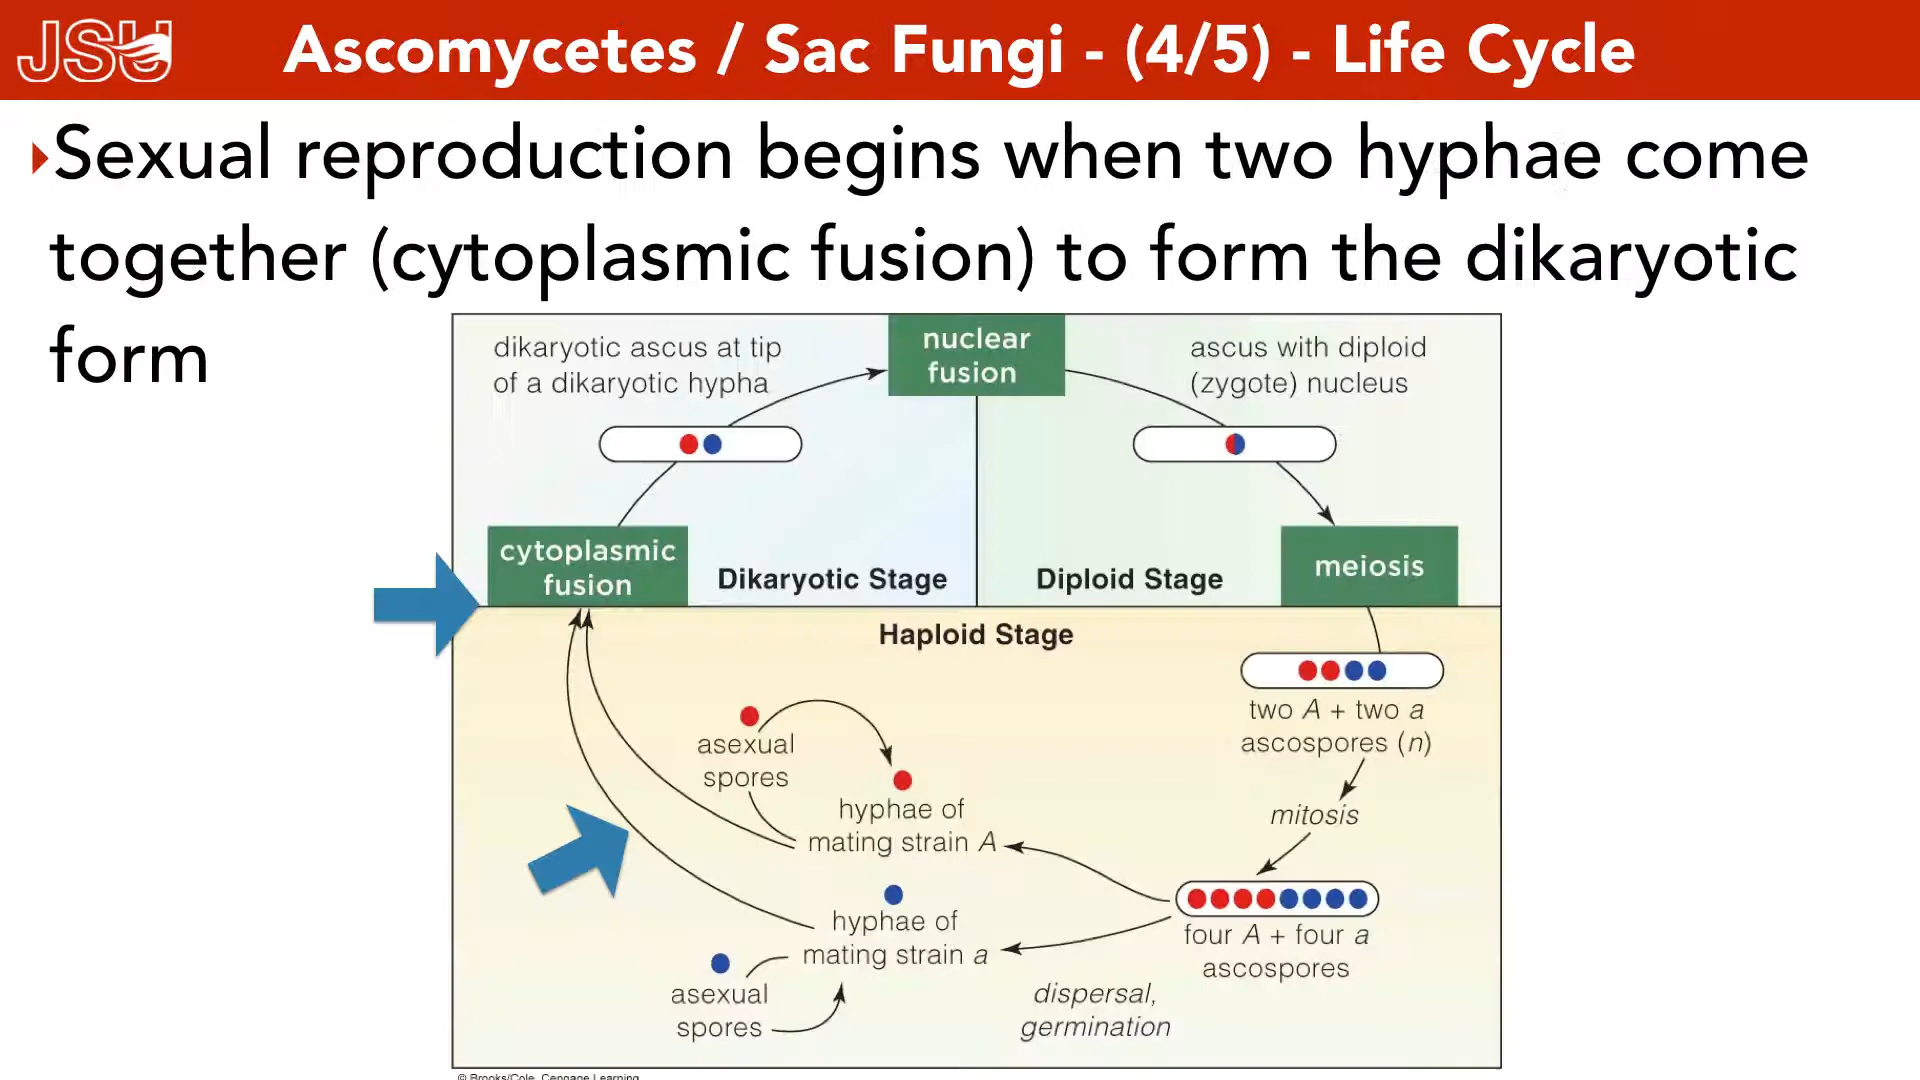 JSU
Ascomycetes / Sac Fungi - (4/5) - Life Cycle
Sexual reproduction begins when two hyphae come
together (cytoplasmic fusion) to form the dikaryotic
form
dikaryotic ascus at tip
of a dikaryotic hypha
nuclear
fusion
ascus with diploid
(zygote) nucleus
cytoplasmic
fusion
Dikaryotic Stage
Diploid Stage
meiosis
Haploid Stage
two A + two a
ascospores (n)
asexual
spores
hyphae of
mating strain A
mitosis
hyphae of
mating strain a
four A + four a
ascospores
asexual
spores
dispersal,
germination
© Brooks/Cole, Cengage Learning